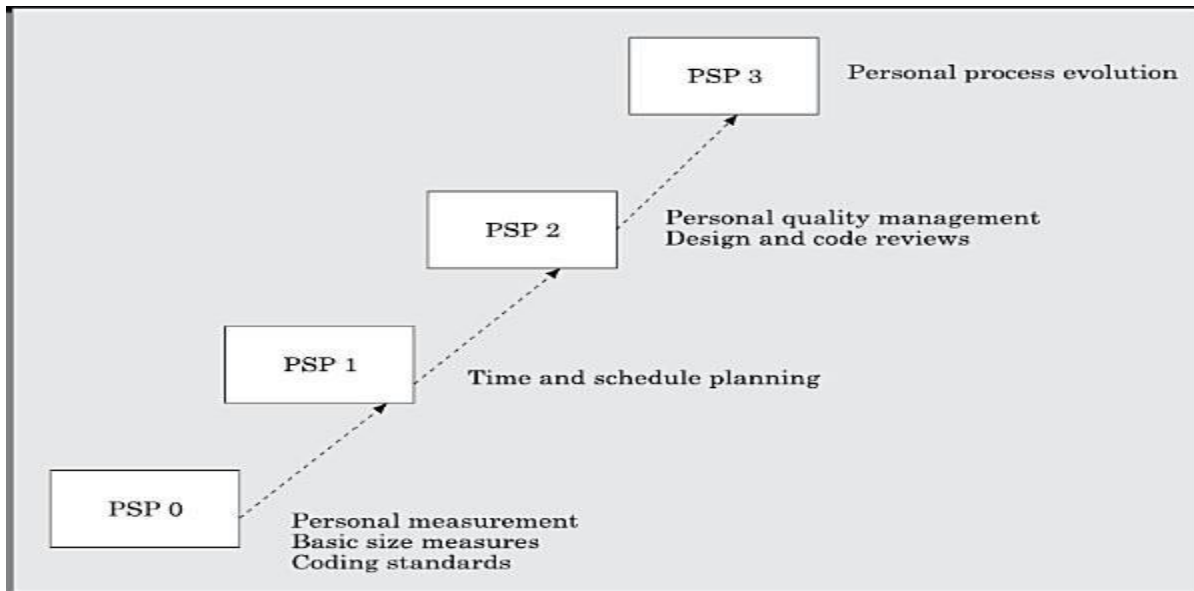 PSP 3
Personal process evolution
PSP 2
Personal quality management
Design and code reviews
PSP 1
Time and schedule planning
PSP 0
Personal measurement
Basic size measures
Coding standards